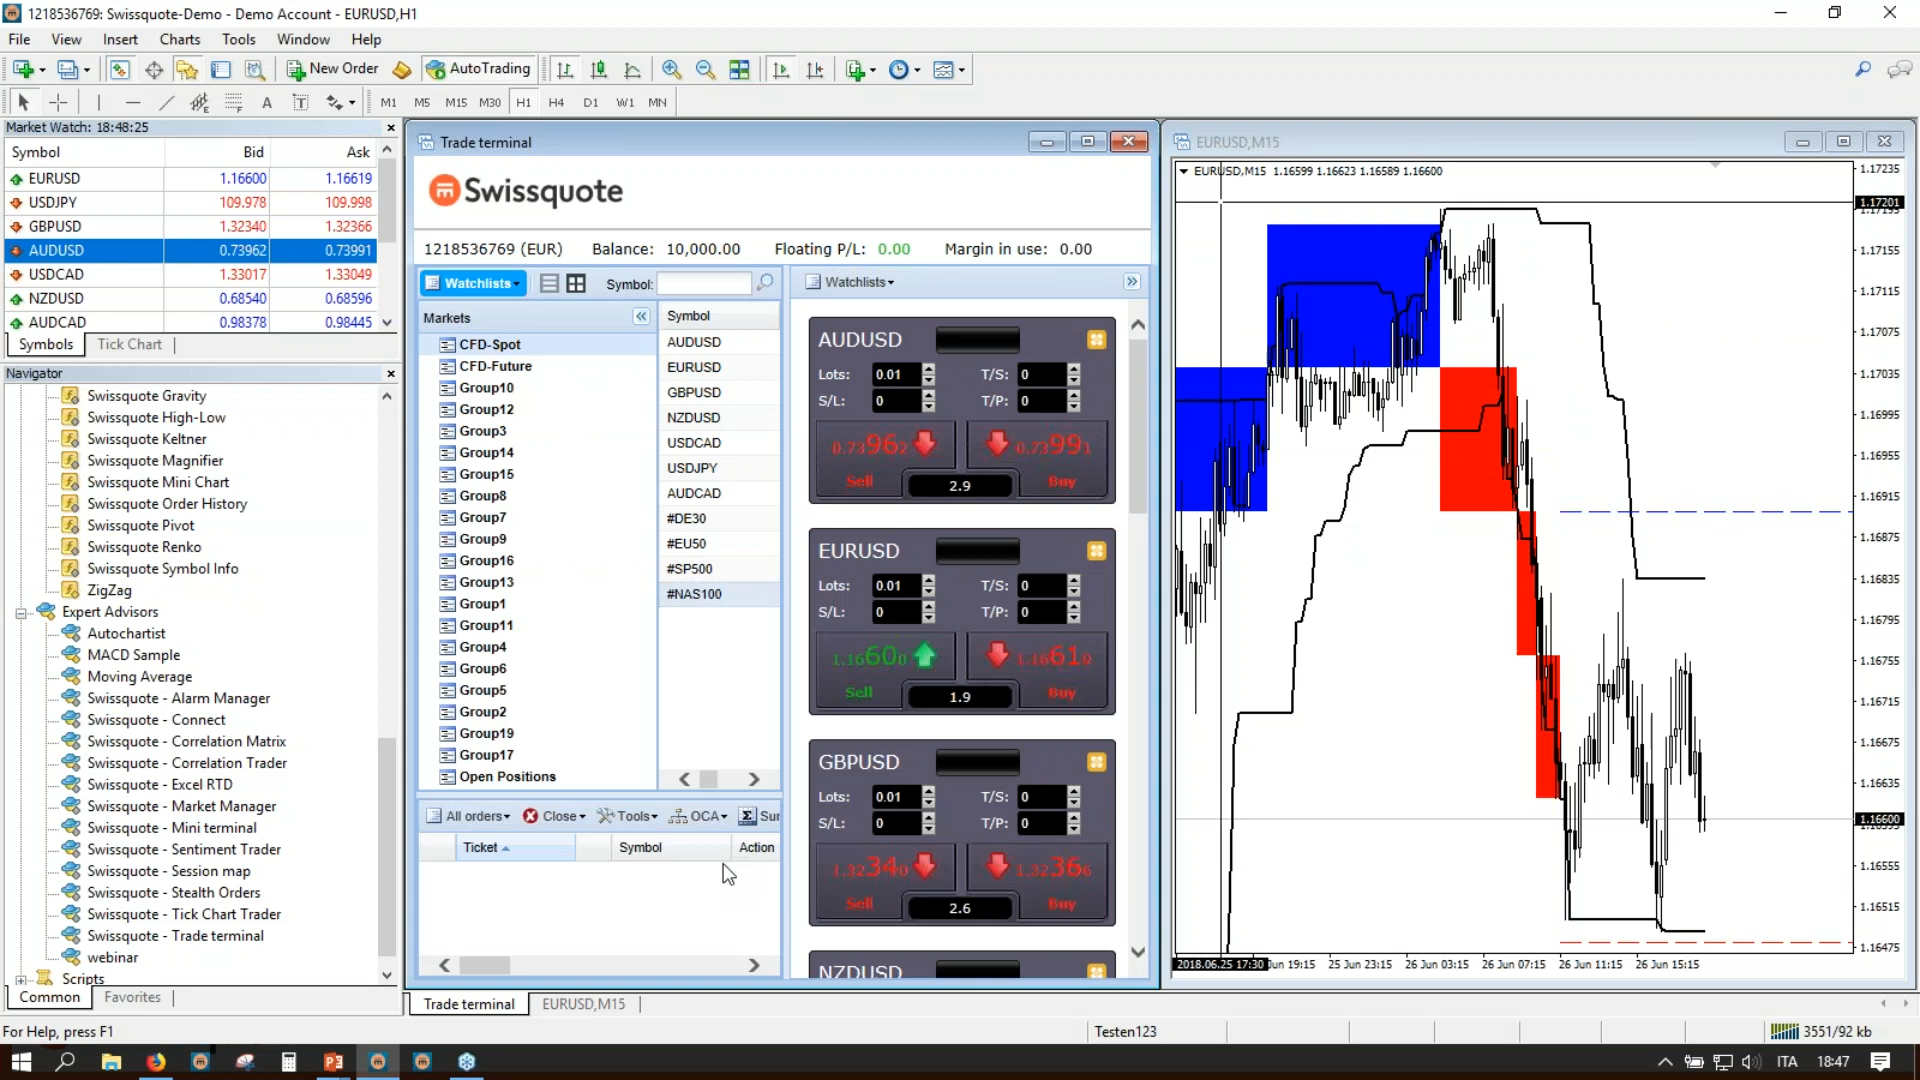 1218536769: Swissquote-Demo - Demo Account - EURUSD,H1
File View Insert Charts Tools Window Help
New Order AutoTrading
A T M1 M5 M15 M30 H1 H4 D1 W1 MN
Market Watch: 18:48:25
Symbol Bid Ask
EURUSD 1.16600 1.16619
USDJPY 109.978 109.998
GBPUSD 1.32340 1.32366
AUDUSD 0.73962 0.73991
USDCAD 1.33017 1.33049
NZDUSD 0.68540 0.68596
AUDCAD 0.98378 0.98445
Symbols Tick Chart
Navigator
Swissquote Gravity
Swissquote High-Low
Swissquote Keltner
Swissquote Magnifier
Swissquote Mini Chart
Swissquote Order History
Swissquote Pivot
Swissquote Renko
Swissquote Symbol Info
ZigZag
Expert Advisors
Autochartist
MACD Sample
Moving Average
Swissquote - Alarm Manager
Swissquote - Connect
Swissquote - Correlation Matrix
Swissquote - Correlation Trader
Swissquote - Excel RTD
Swissquote - Market Manager
Swissquote - Mini terminal
Swissquote - Sentiment Trader
Swissquote - Session map
Swissquote - Stealth Orders
Swissquote - Tick Chart Trader
Swissquote - Trade terminal
webinar
Scripts
Common Favorites
Trade terminal
Swissquote
1218536769 (EUR) Balance: 10,000.00 Floating P/L: 0.00 Margin in use: 0.00
Watchlists Symbol:
Markets
CFD-Spot
CFD-Future
Group10
Group12
Group3
Group14
Group15
Group8
Group7
Group9
Group16
Group13
Group1
Group11
Group4
Group6
Group5
Group2
Group19
Group17
Open Positions
Symbol
AUDUSD
EURUSD
GBPUSD
NZDUSD
USDCAD
USDJPY
AUDCAD
#DE30
#EU50
#SP500
#NAS100
All orders Close Tools OCA Sur
Ticket Symbol Action
Watchlists
AUDUSD
Lots: 0.01 T/S: 0
S/L: 0 T/P: 0
0.73962 0.73991
Sell 2.9 Buy
EURUSD
Lots: 0.01 T/S: 0
S/L: 0 T/P: 0
1.16600 1.16619
Sell 1.9 Buy
GBPUSD
Lots: 0.01 T/S: 0
S/L: 0 T/P: 0
1.32340 1.32366
Sell 2.6 Buy
NZDUSD
EURUSD,M15
EURUSD,M15 1.16599 1.16623 1.16589 1.16600
1.17235
1.17201
1.17155
1.17115
1.17075
1.17035
1.16995
1.16955
1.16915
1.16875
1.16835
1.16795
1.16755
1.16715
1.16675
1.16635
1.16600
1.16555
1.16515
1.16475
2018.06.25 17:30 Jun 19:15 25 Jun 23:15 26 Jun 03:15 26 Jun 07:15 26 Jun 11:15 26 Jun 15:15
Trade terminal EURUSD,M15
For Help, press F1 Testen123 3551/92 kb
ITA 18:47